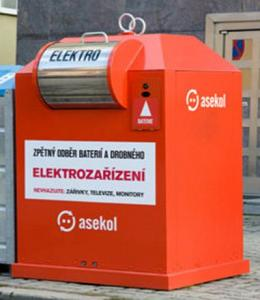 ELEKTRO
asekol
BATERIE
ZPĚTNÝ ODBĚR BATERIÍ A DROBNÉHO
ELEKTROZAŘÍZENÍ
NEVHAZUJTE: ZÁŘIVKY, TELEVIZE, MONITORY
asekol